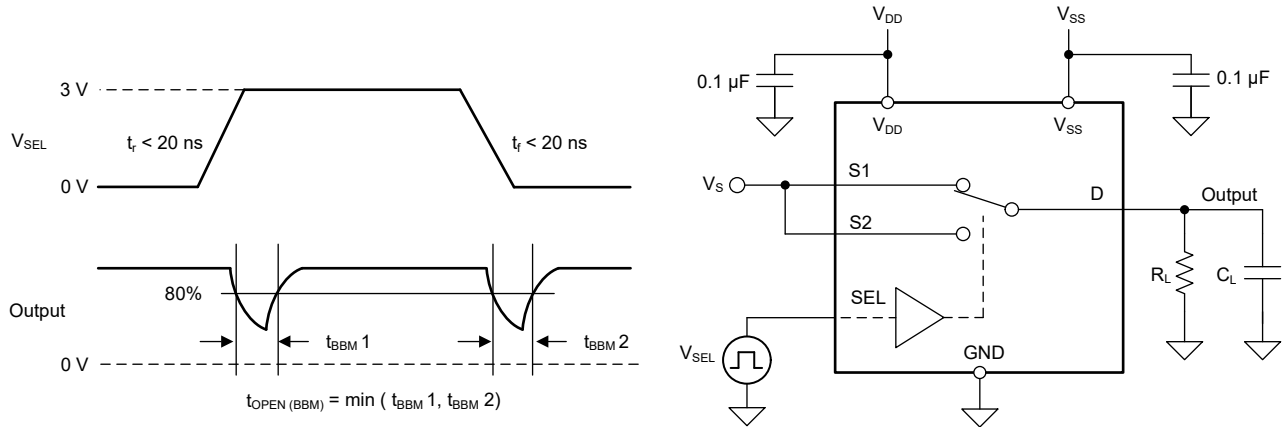 3 V
V_SEL
t_r < 20 ns
t_f < 20 ns
0 V
80%
Output
t_BBM 1
t_BBM 2
0 V
t_OPEN (BBM) = min ( t_BBM 1, t_BBM 2)
V_DD
V_SS
0.1 µF
0.1 µF
V_DD
V_SS
V_S
S1
D
Output
S2
R_L
C_L
SEL
V_SEL
GND